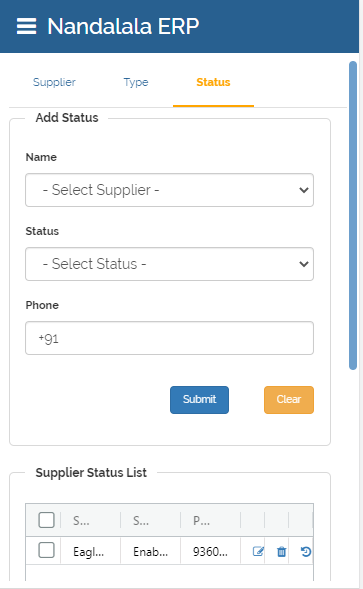 Nandalala ERP
Supplier Type Status
Add Status
Name
- Select Supplier -
Status
- Select Status -
Phone
+91
Submit Clear
Supplier Status List
S... S... P...
Eagl... Enab... 9360...